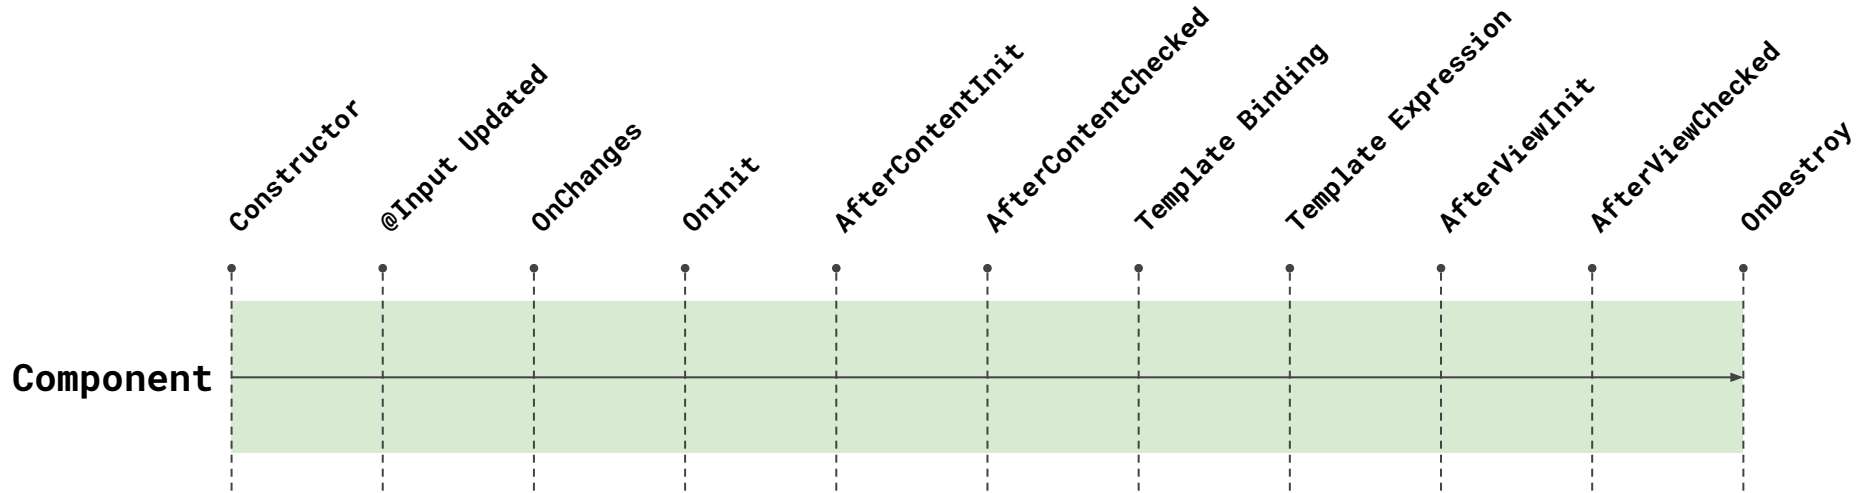 Constructor
@Input Updated
OnChanges
OnInit
AfterContentInit
AfterContentChecked
Template Binding
Template Expression
AfterViewInit
AfterViewChecked
OnDestroy
Component